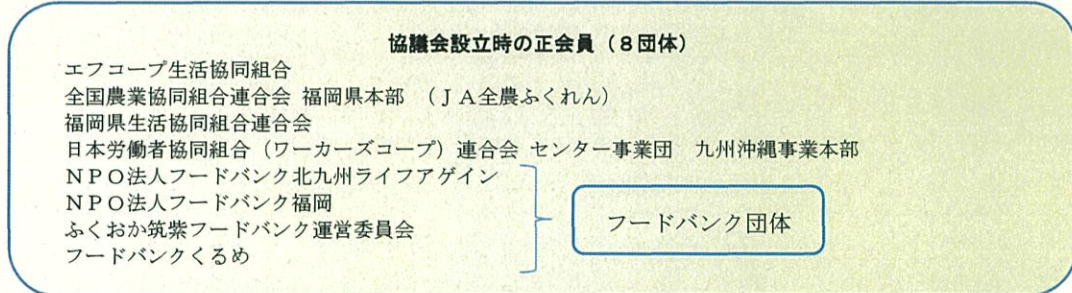 協議会設立時の正会員（８団体）
エフコープ生活協同組合
全国農業協同組合連合会 福岡県本部 （ＪＡ全農ふくれん）
福岡県生活協同組合連合会
日本労働者協同組合（ワーカーズコープ）連合会 センター事業団　九州沖縄事業本部
ＮＰＯ法人フードバンク北九州ライフアゲイン
ＮＰＯ法人フードバンク福岡
ふくおか筑紫フードバンク運営委員会
フードバンクくるめ
フードバンク団体